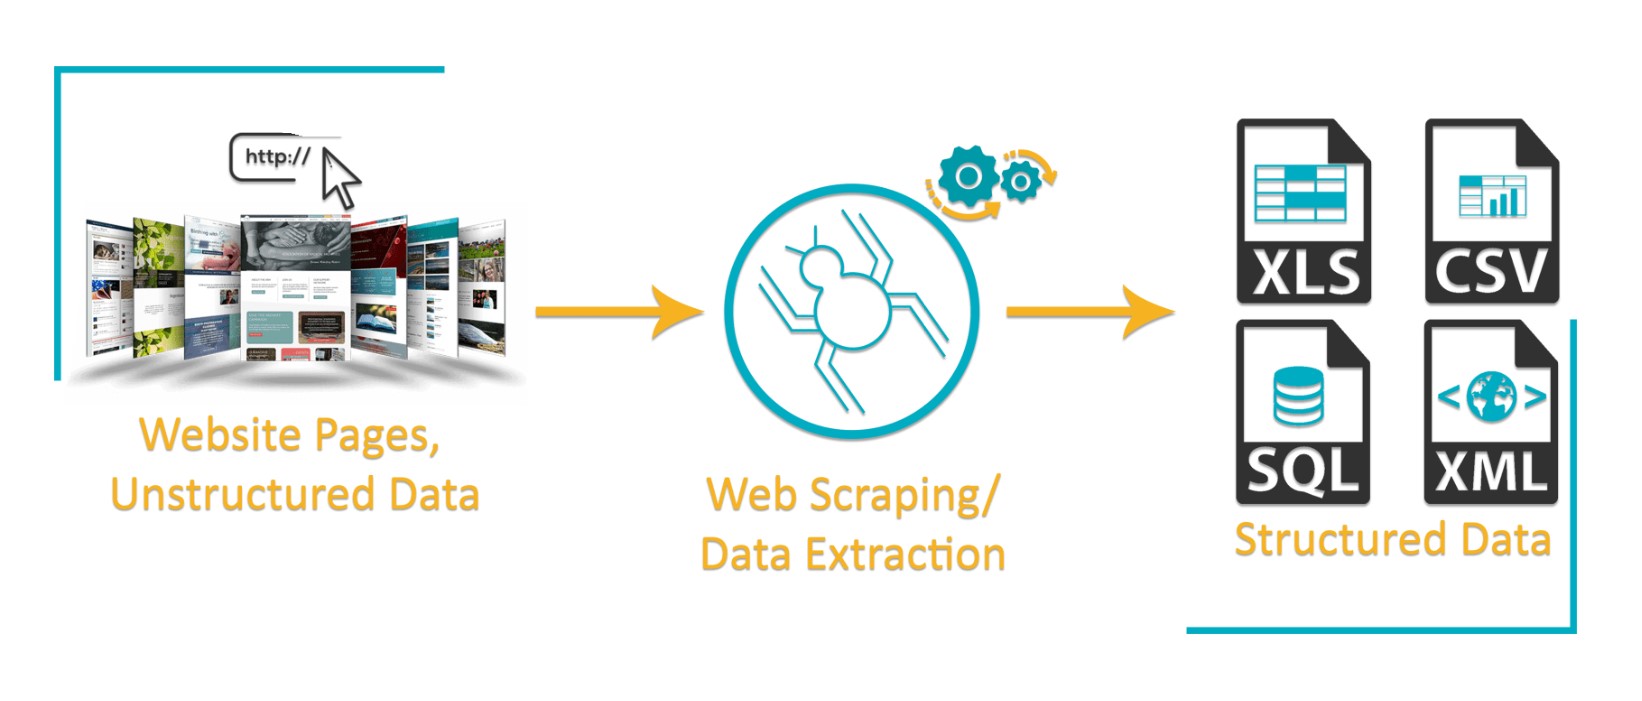 http://
Website Pages,
Unstructured Data
Web Scraping/
Data Extraction
XLS
CSV
SQL
XML
Structured Data